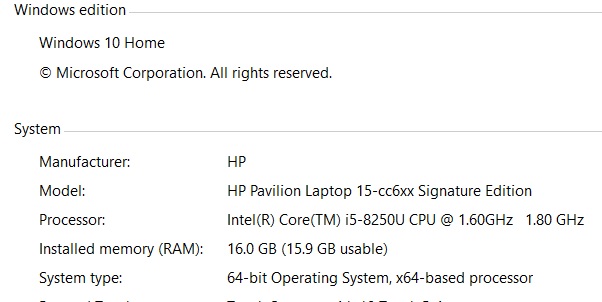 Windows edition
Windows 10 Home
© Microsoft Corporation. All rights reserved.
System
Manufacturer: HP
Model: HP Pavilion Laptop 15-cc6xx Signature Edition
Processor: Intel(R) Core(TM) i5-8250U CPU @ 1.60GHz 1.80 GHz
Installed memory (RAM): 16.0 GB (15.9 GB usable)
System type: 64-bit Operating System, x64-based processor